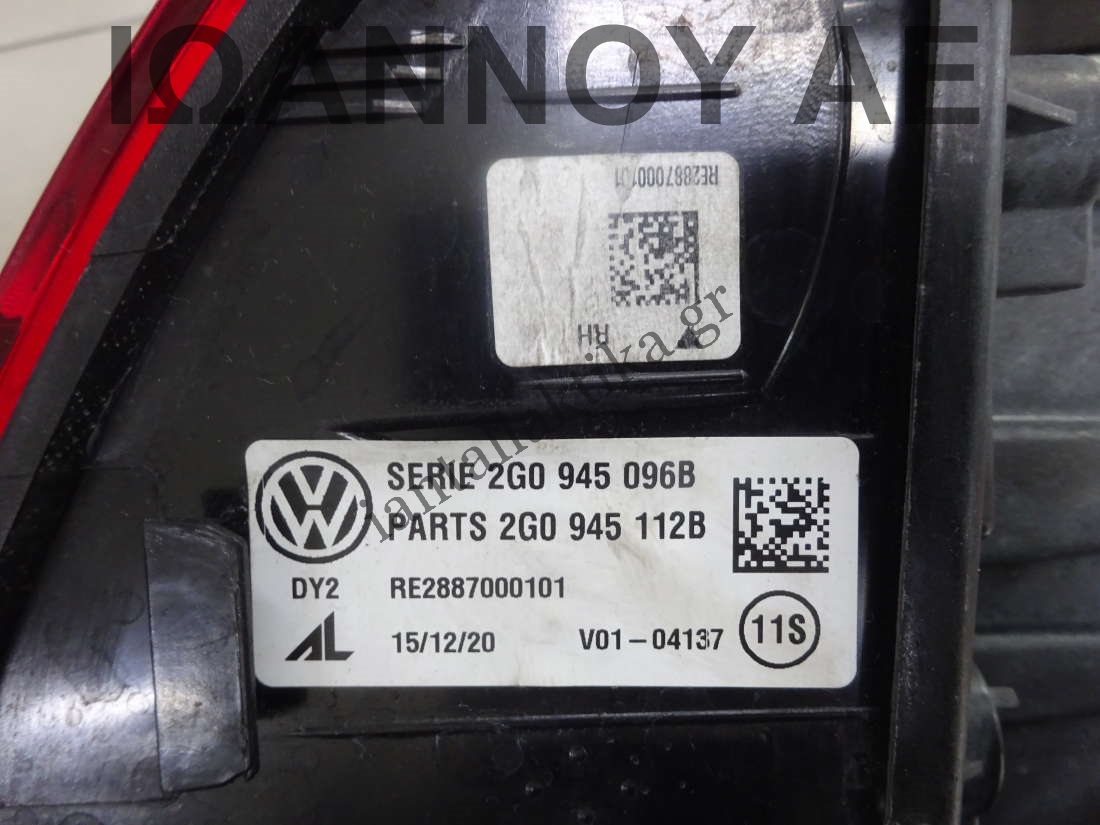 ΙΩΑΝΝΟΥ ΑΕ
RE2887000101
RH
SERIE 2G0 945 096B
PARTS 2G0 945 112B
DY2 RE2887000101
AL 15/12/20 V01-04137 11S